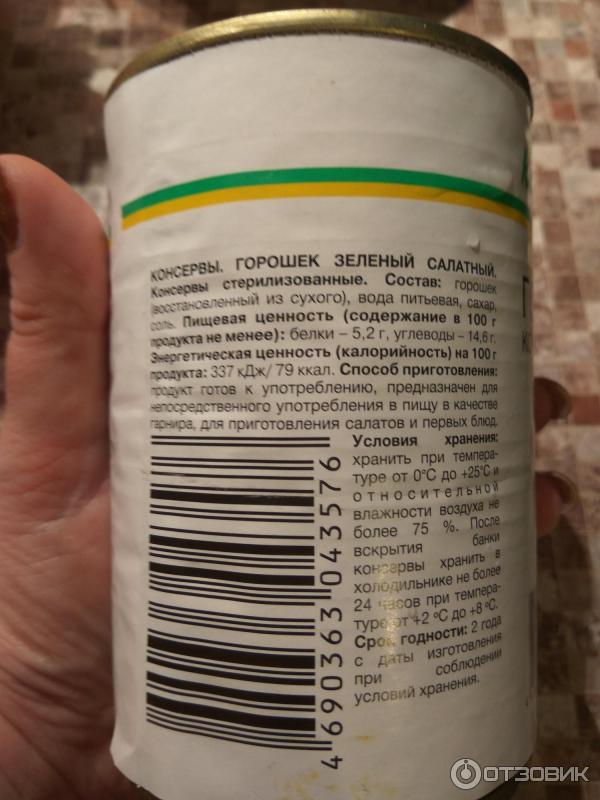 КОНСЕРВЫ. ГОРОШЕК ЗЕЛЕНЫЙ САЛАТНЫЙ.
Консервы стерилизованные. Состав: горошек
(восстановленный из сухого), вода питьевая, сахар,
соль. Пищевая ценность (содержание в 100 г
продукта не менее): белки – 5,2 г, углеводы – 14,6 г.
Энергетическая ценность (калорийность) на 100 г
продукта: 337 кДж/ 79 ккал. Способ приготовления:
продукт готов к употреблению, предназначен для
непосредственного употребления в пищу в качестве
гарнира, для приготовления салатов и первых блюд.
Условия хранения:
хранить при темпера-
туре от 0°С до +25°С и
относительной
влажности воздуха не
более 75 %. После
вскрытия банки
консервы хранить в
холодильнике не более
24 часов при темпера-
туре от +2 ºС до +8 ºС.
Срок годности: 2 года
с даты изготовления
при соблюдении
условий хранения.
4 690363 043576
ОТЗОВИК